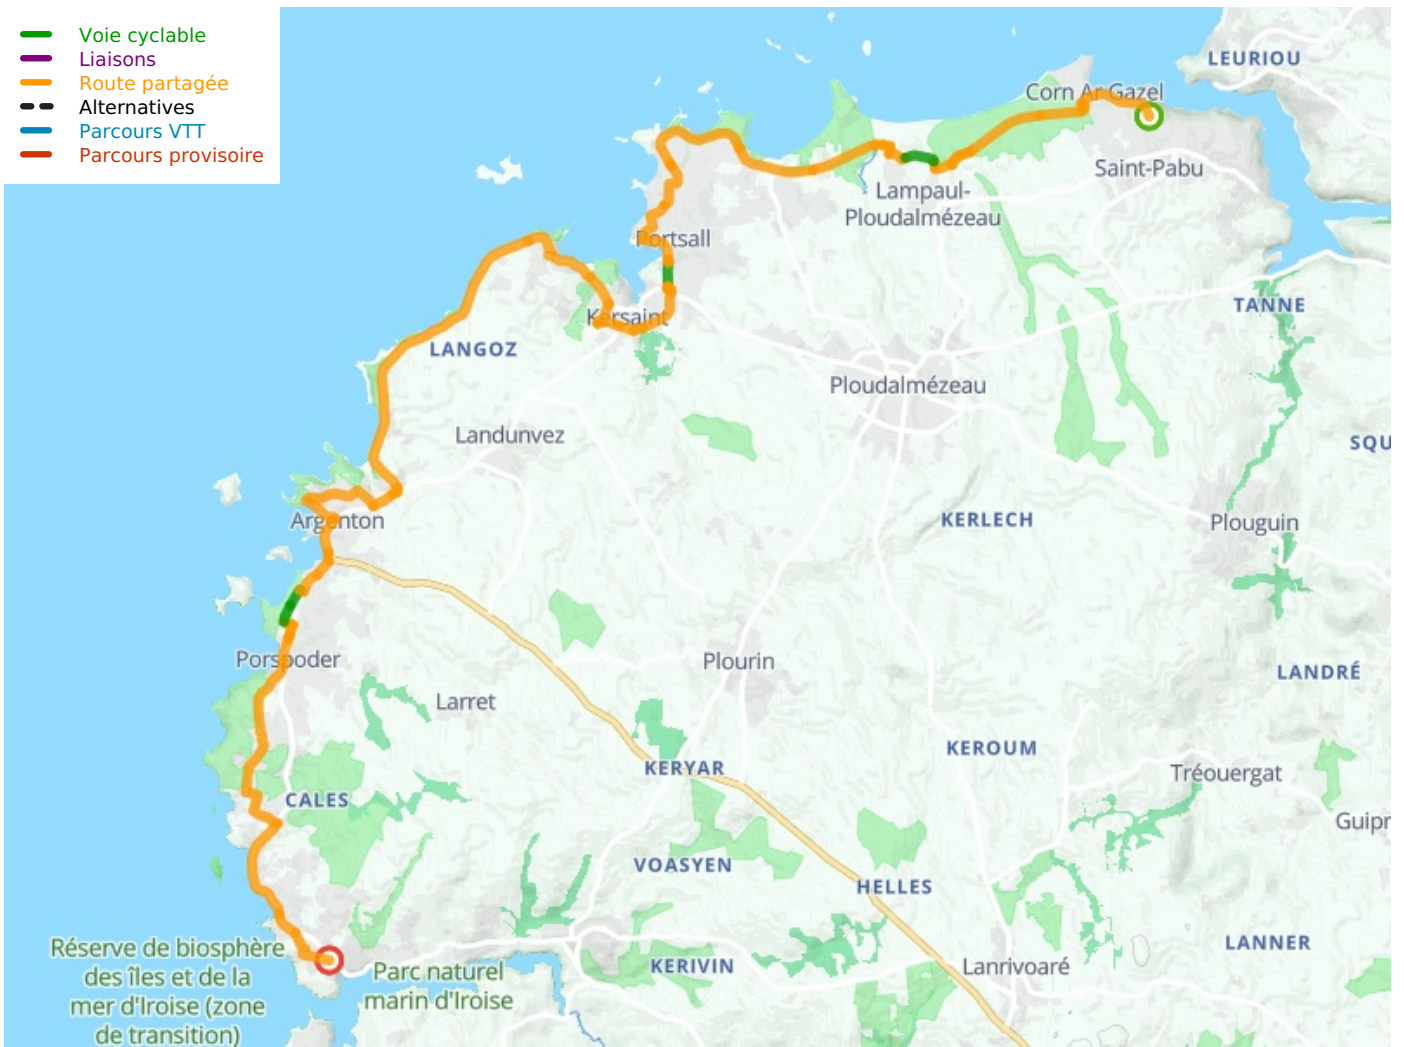 Voie cyclable
Liaisons
Route partagée
Alternatives
Parcours VTT
Parcours provisoire
LEURIOU
Corn Ar Gazel
Saint-Pabu
Lampaul-
Ploudalmézeau
Portsall
TANNE
Kersaint
LANGOZ
Ploudalmézeau
Landunvez
SQU
Argenton
KERLECH
Plouguin
Porspoder
Plourin
LANDRÉ
Larret
KEROUM
KERYAR
Tréouergat
CALES
Guipr
VOASYEN
HELLES
LANNER
Réserve de biosphère
des îles et de la
mer d'Iroise (zone
de transition)
Parc naturel
marin d'Iroise
KERIVIN
Lanrivoaré